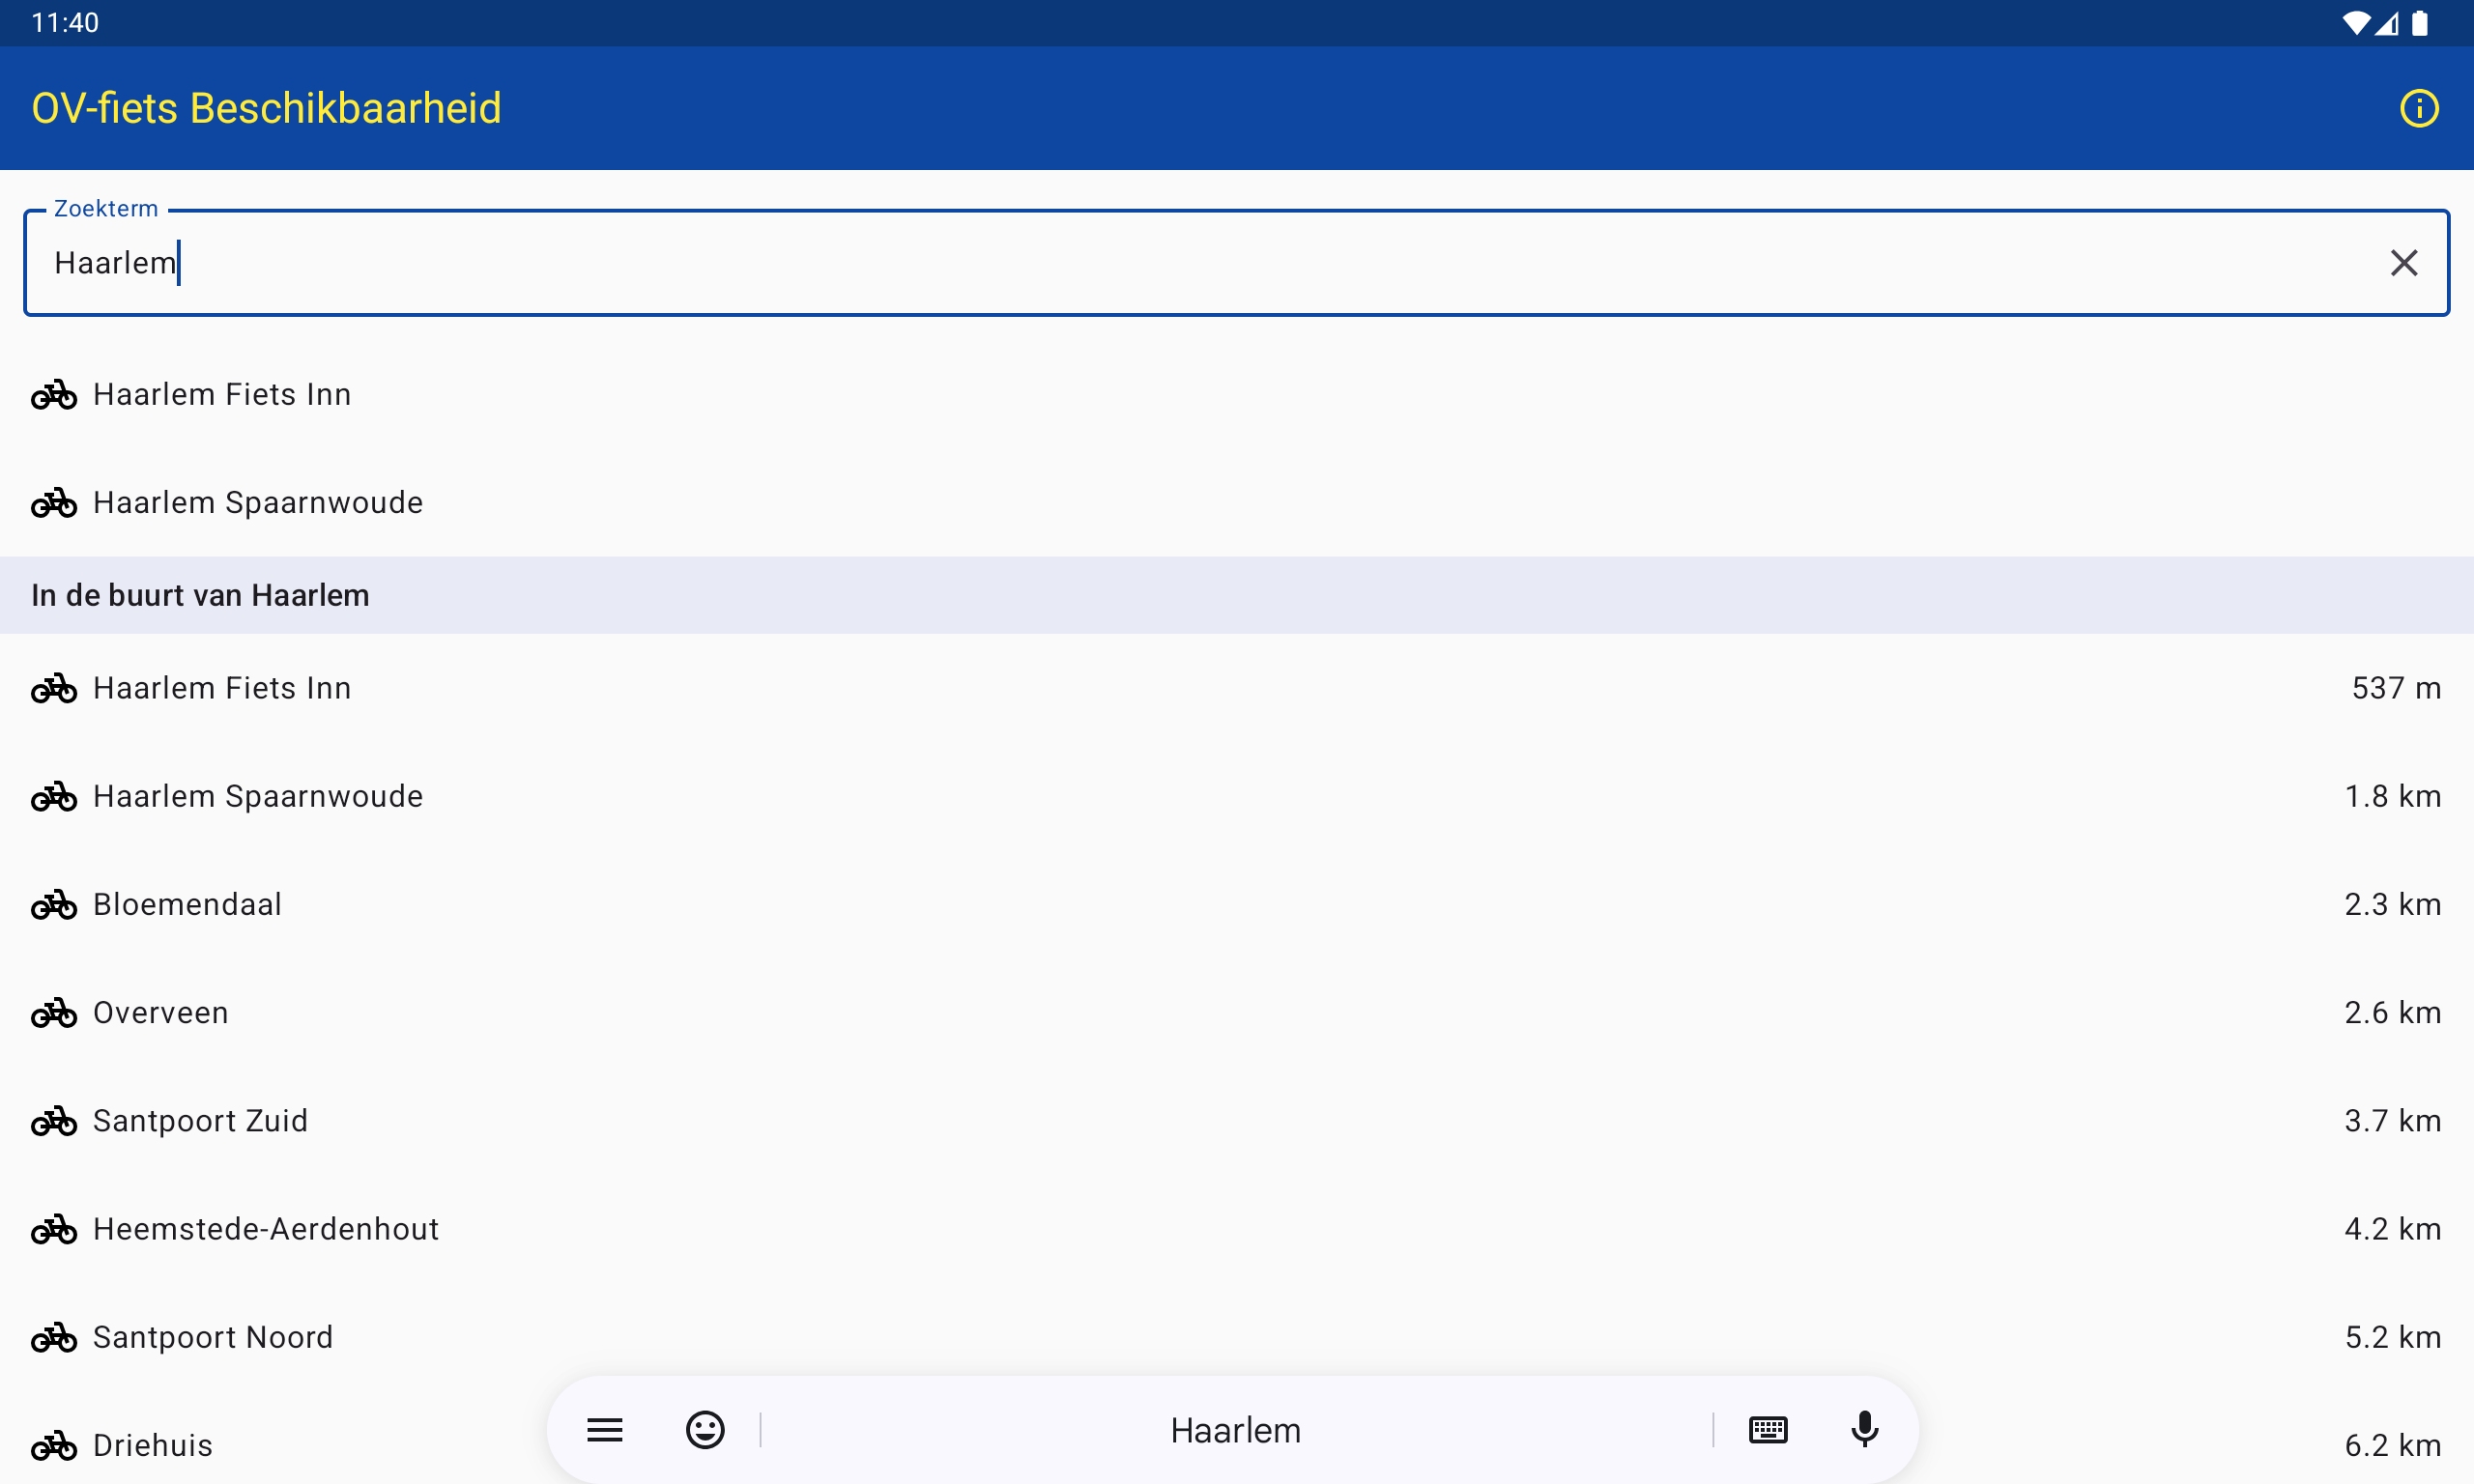 11:40
OV-fiets Beschikbaarheid
Zoekterm
Haarlem
Haarlem Fiets Inn
Haarlem Spaarnwoude
In de buurt van Haarlem
Haarlem Fiets Inn 537 m
Haarlem Spaarnwoude 1.8 km
Bloemendaal 2.3 km
Overveen 2.6 km
Santpoort Zuid 3.7 km
Heemstede-Aerdenhout 4.2 km
Santpoort Noord 5.2 km
Driehuis 6.2 km
Haarlem